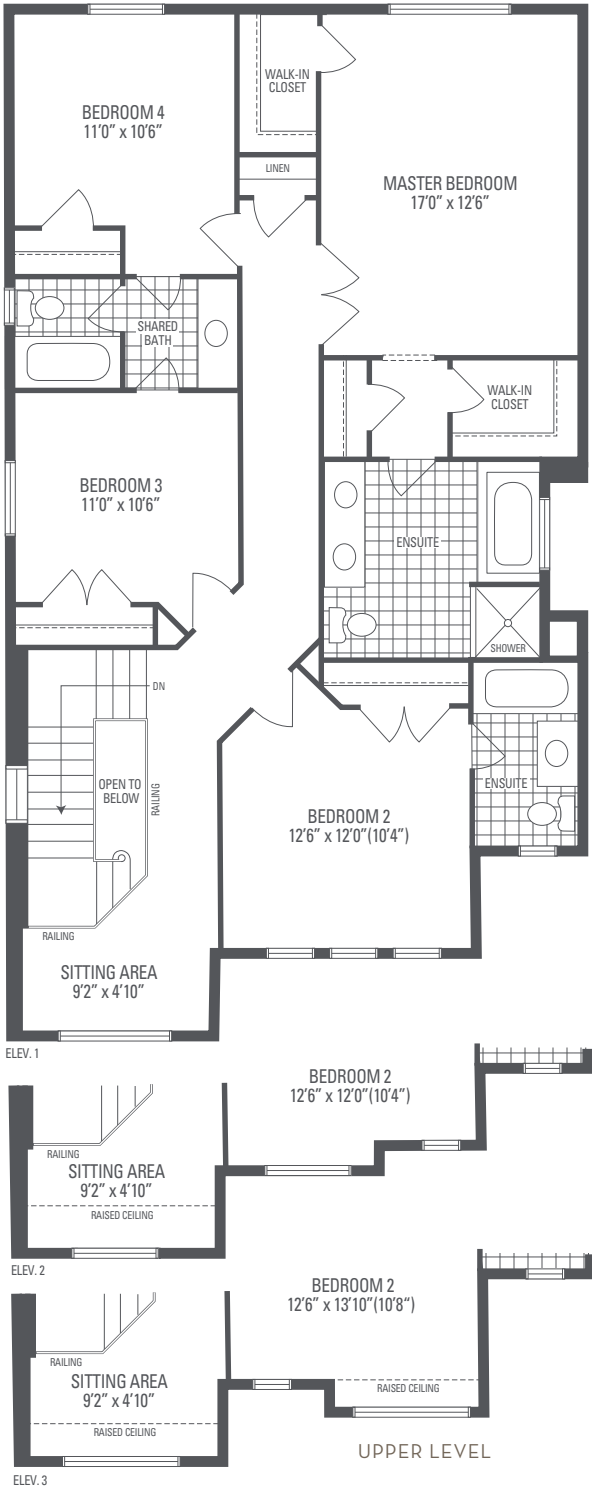 WALK-IN
CLOSET
BEDROOM 4
11'0" x 10'6"
LINEN
MASTER BEDROOM
17'0" x 12'6"
SHARED
BATH
WALK-IN
CLOSET
BEDROOM 3
11'0" x 10'6"
ENSUITE
SHOWER
DN
OPEN TO
BELOW
RAILING
ENSUITE
BEDROOM 2
12'6" x 12'0"(10'4")
RAILING
SITTING AREA
9'2" x 4'10"
ELEV. 1
BEDROOM 2
12'6" x 12'0"(10'4")
RAILING
SITTING AREA
9'2" x 4'10"
RAISED CEILING
ELEV. 2
BEDROOM 2
12'6" x 13'10"(10'8")
RAILING
SITTING AREA
9'2" x 4'10"
RAISED CEILING
RAISED CEILING
UPPER LEVEL
ELEV. 3